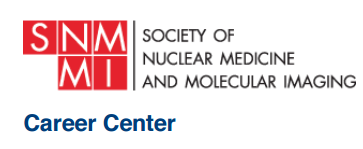 SNM
MI
SOCIETY OF
NUCLEAR MEDICINE
AND MOLECULAR IMAGING
Career Center